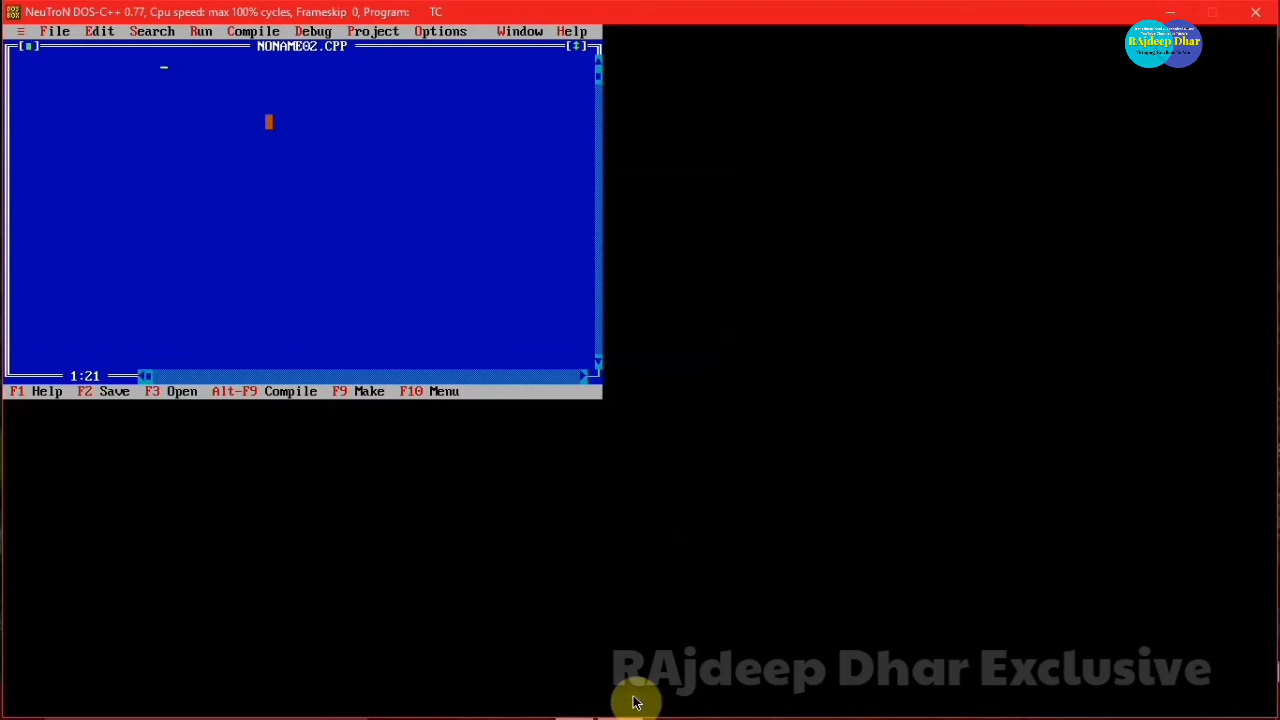 NeuTroN DOS-C++ 0.77, Cpu speed: max 100% cycles, Frameskip 0, Program: TC
≡ File Edit Search Run Compile Debug Project Options Window Help
NONAME02.CPP
RAjdeep Dhar
1:21
F1 Help F2 Save F3 Open Alt-F9 Compile F9 Make F10 Menu
RAjdeep Dhar Exclusive